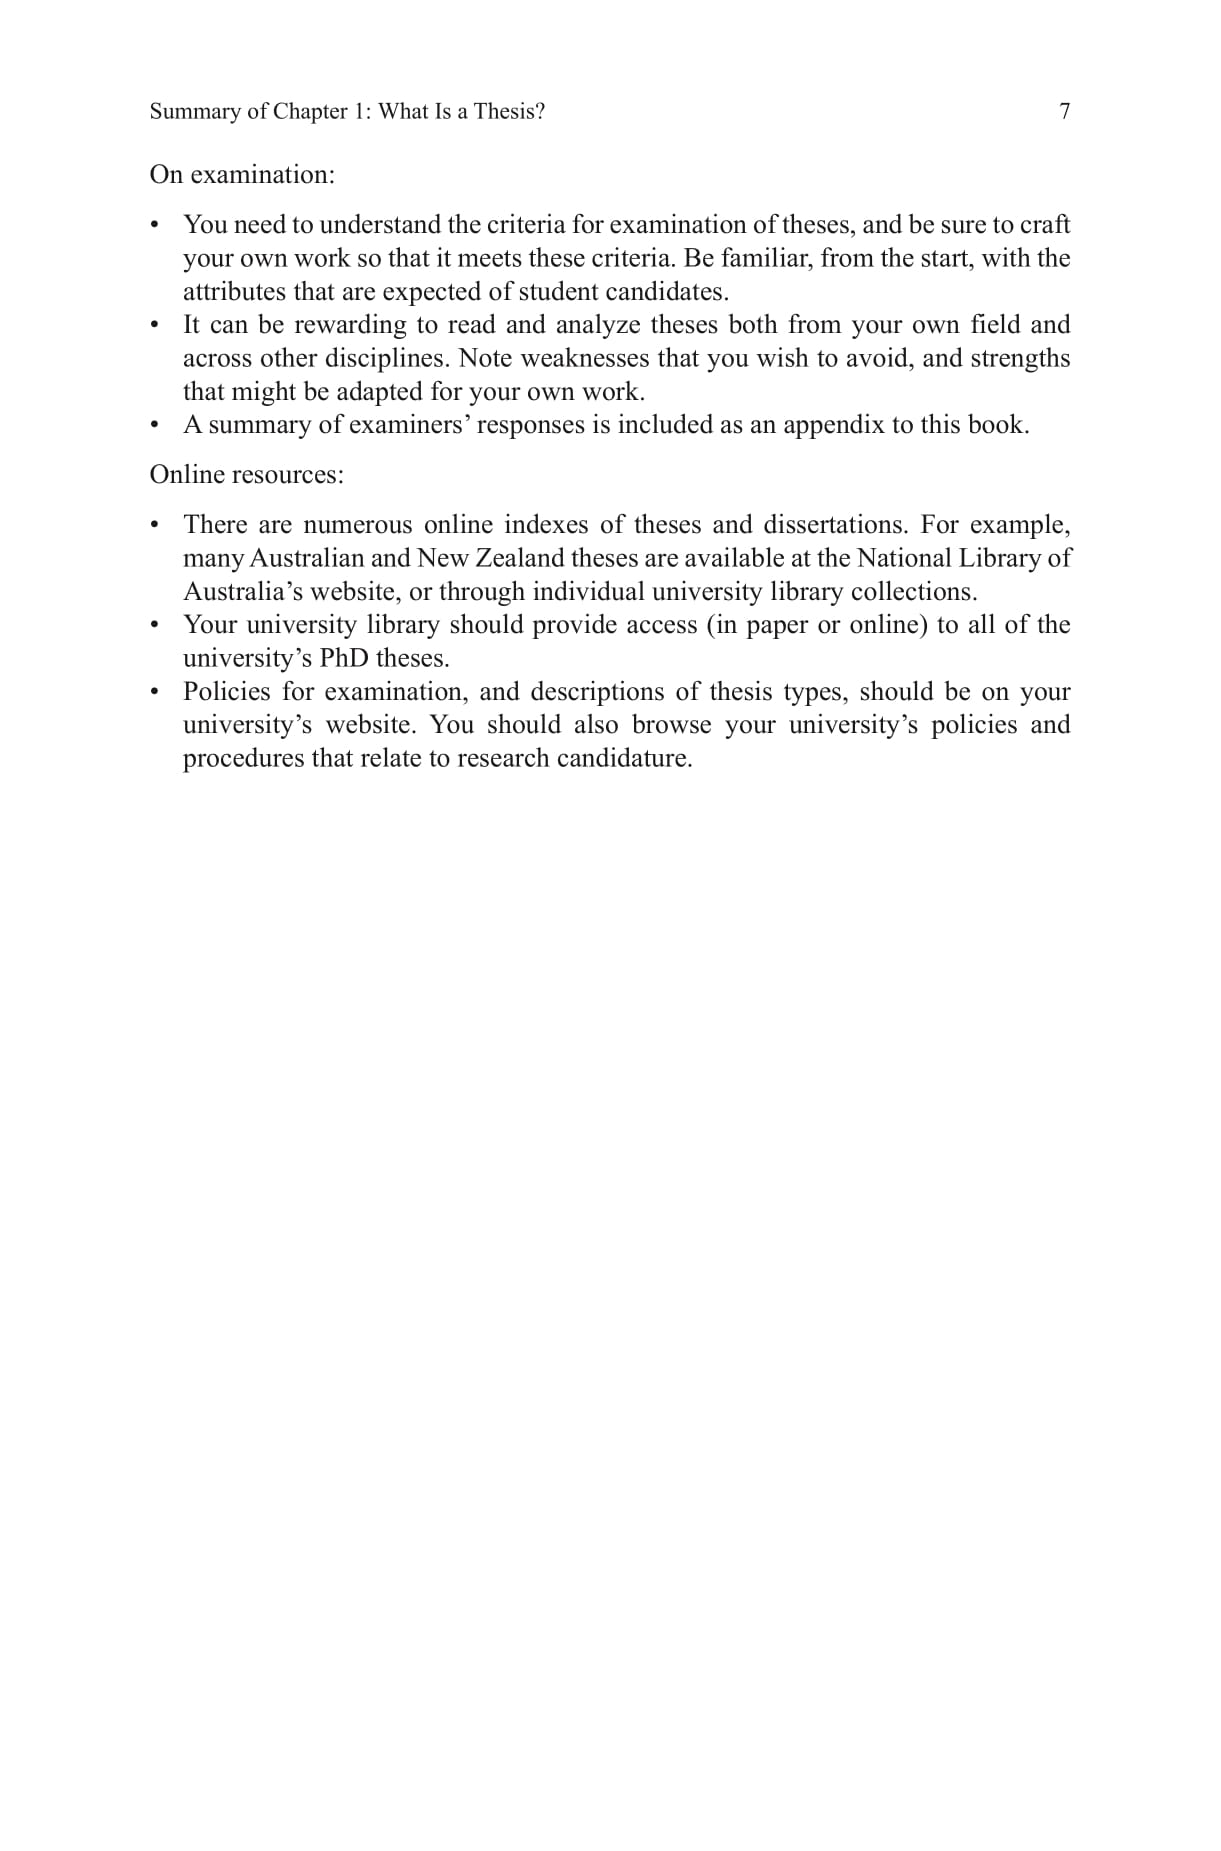 Summary of Chapter 1: What Is a Thesis? 7
On examination:
• You need to understand the criteria for examination of theses, and be sure to craft
your own work so that it meets these criteria. Be familiar, from the start, with the
attributes that are expected of student candidates.
• It can be rewarding to read and analyze theses both from your own field and
across other disciplines. Note weaknesses that you wish to avoid, and strengths
that might be adapted for your own work.
• A summary of examiners’ responses is included as an appendix to this book.
Online resources:
• There are numerous online indexes of theses and dissertations. For example,
many Australian and New Zealand theses are available at the National Library of
Australia’s website, or through individual university library collections.
• Your university library should provide access (in paper or online) to all of the
university’s PhD theses.
• Policies for examination, and descriptions of thesis types, should be on your
university’s website. You should also browse your university’s policies and
procedures that relate to research candidature.